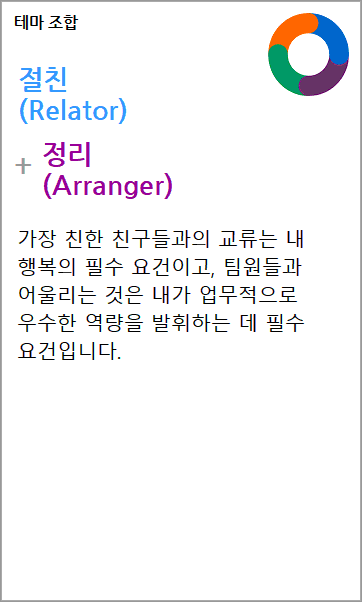 테마 조합
절친
(Relator)
+ 정리
(Arranger)
가장 친한 친구들과의 교류는 내
행복의 필수 요건이고, 팀원들과
어울리는 것은 내가 업무적으로
우수한 역량을 발휘하는 데 필수
요건입니다.